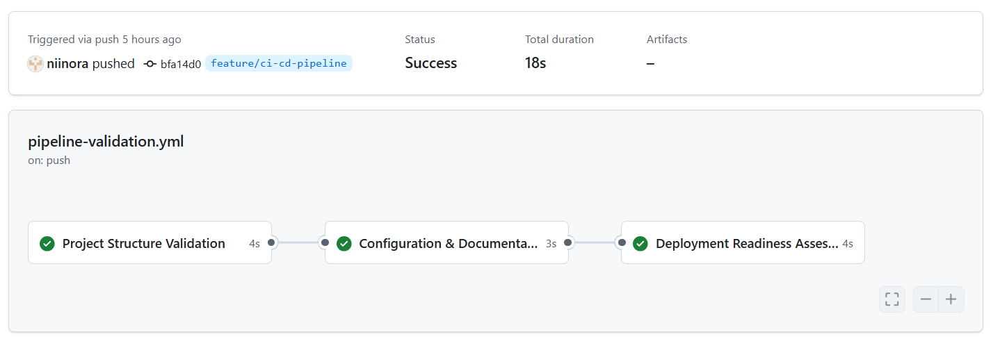 Triggered via push 5 hours ago
niinora pushed bfa14d0 feature/ci-cd-pipeline
Status
Success
Total duration
18s
Artifacts
–
pipeline-validation.yml
on: push
Project Structure Validation 4s
Configuration & Documenta... 3s
Deployment Readiness Asses... 4s